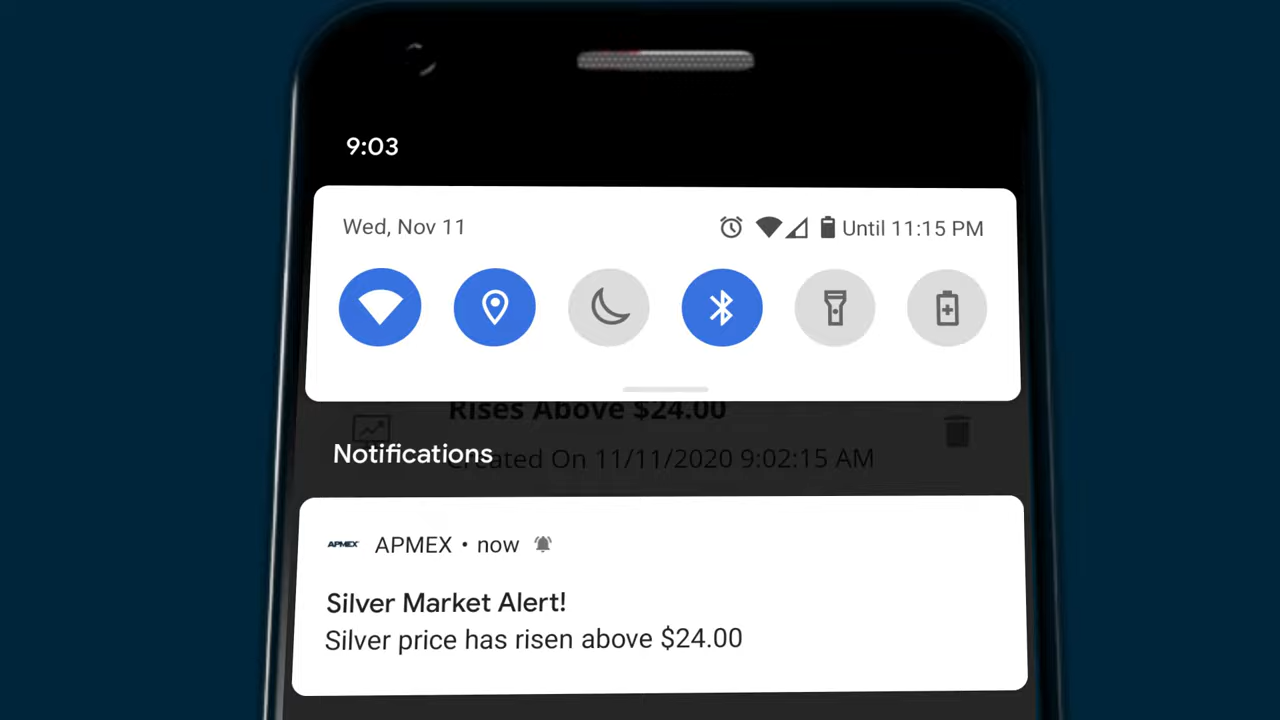 9:03
Wed, Nov 11
Until 11:15 PM
Rises Above $24.00
Created On 11/11/2020 9:02:15 AM
Notifications
APMEX APMEX • now
Silver Market Alert!
Silver price has risen above $24.00